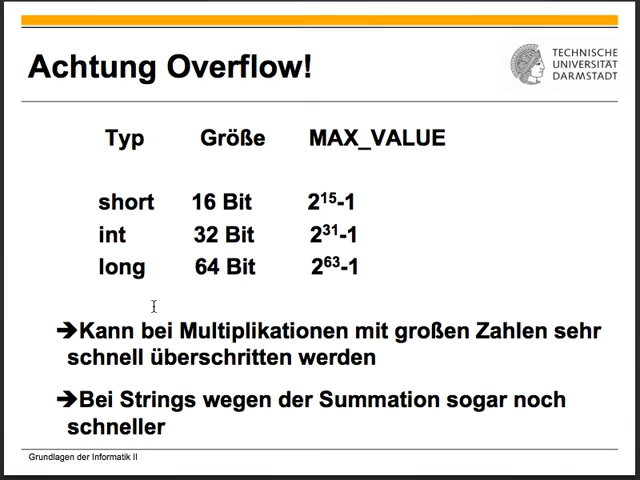 Achtung Overflow!
TECHNISCHE
UNIVERSITÄT
DARMSTADT
Typ Größe MAX_VALUE
short 16 Bit 2¹⁵-1
int 32 Bit 2³¹-1
long 64 Bit 2⁶³-1
➔Kann bei Multiplikationen mit großen Zahlen sehr
schnell überschritten werden
➔Bei Strings wegen der Summation sogar noch
schneller
Grundlagen der Informatik II